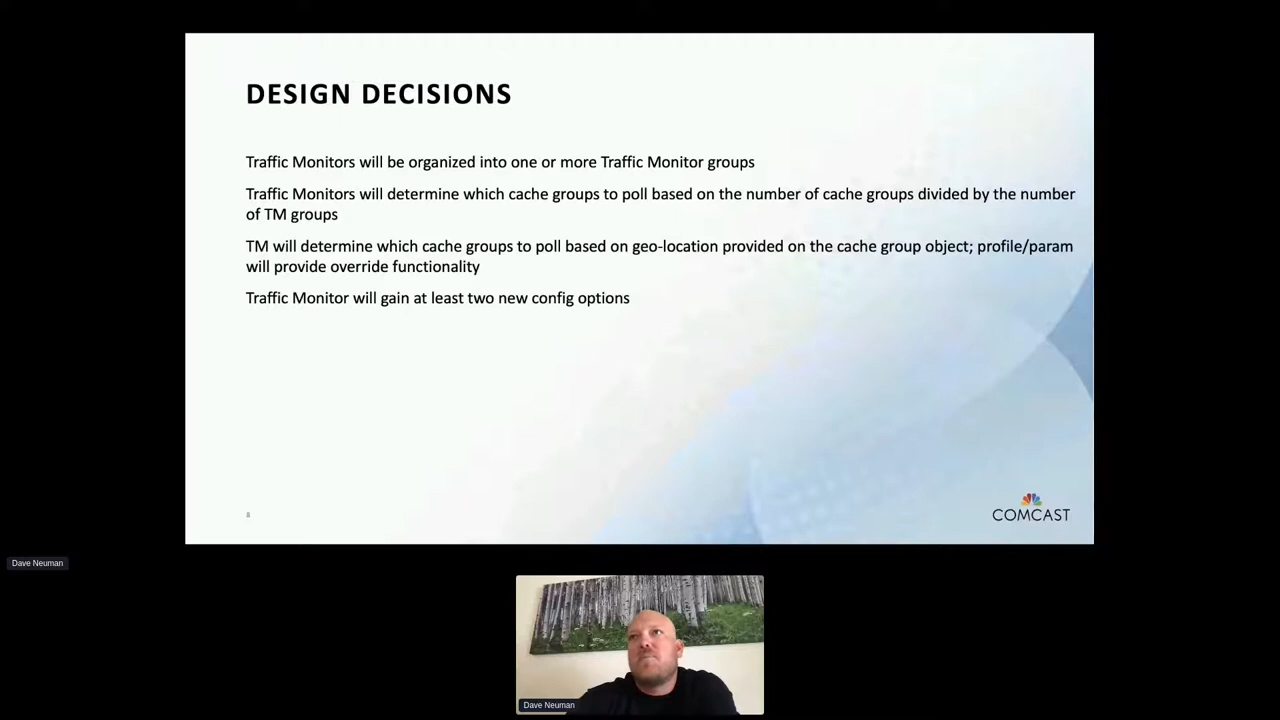 DESIGN DECISIONS
Traffic Monitors will be organized into one or more Traffic Monitor groups
Traffic Monitors will determine which cache groups to poll based on the number of cache groups divided by the number
of TM groups
TM will determine which cache groups to poll based on geo-location provided on the cache group object; profile/param
will provide override functionality
Traffic Monitor will gain at least two new config options
8
COMCAST
Dave Neuman
Dave Neuman